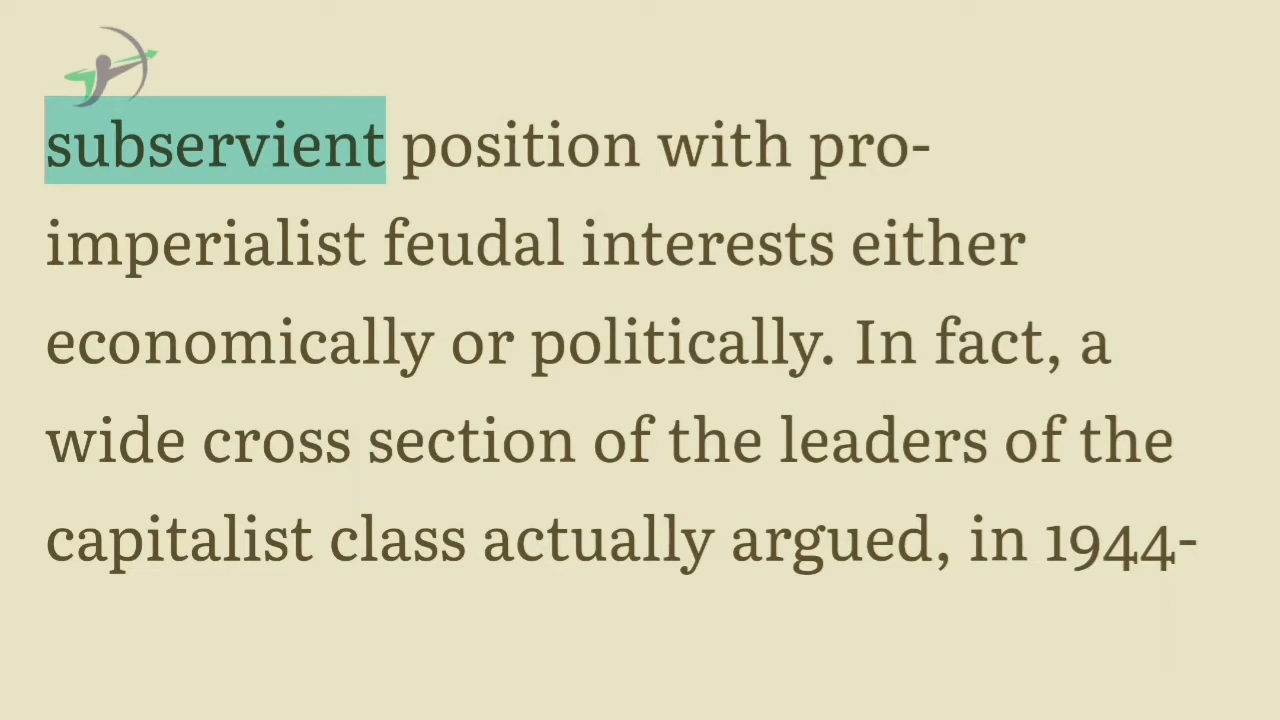 subservient position with pro-
imperialist feudal interests either
economically or politically. In fact, a
wide cross section of the leaders of the
capitalist class actually argued, in 1944-